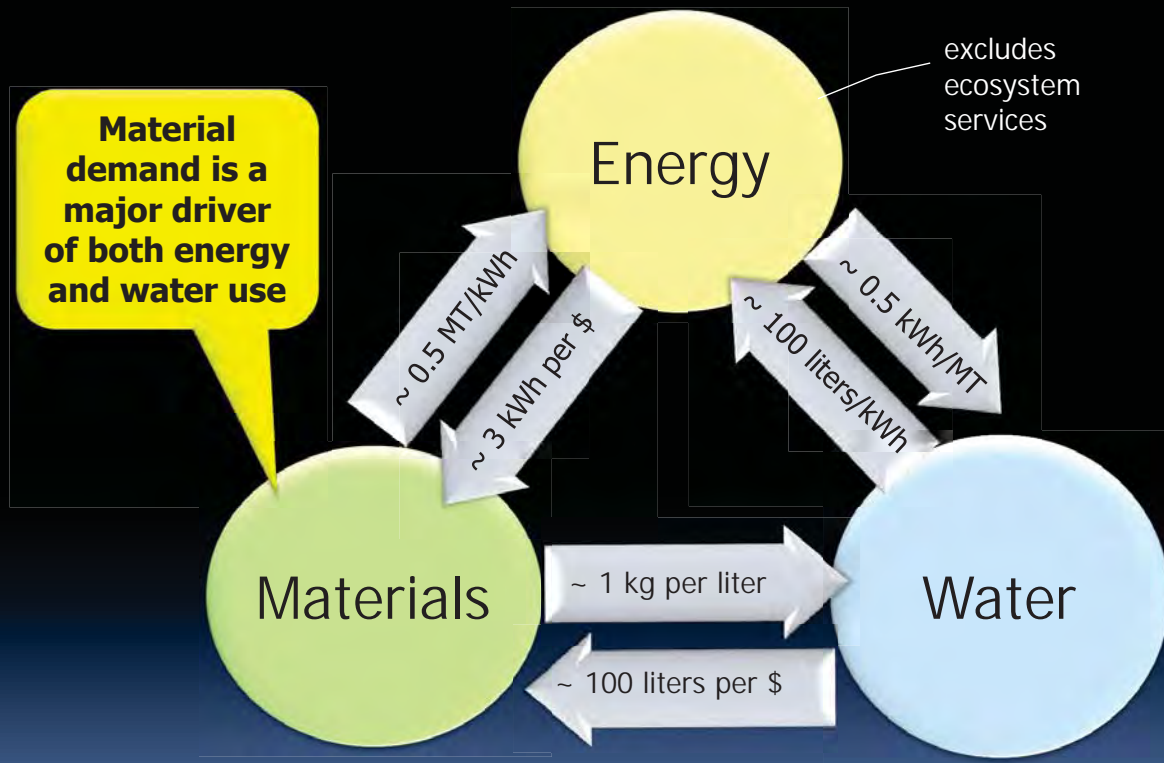 excludes
ecosystem
services
Material
demand is a
major driver
of both energy
and water use
Energy
~ 0.5 MT/kWh
~ 3 kWh per $
~ 0.5 kWh/MT
~ 100 liters/kWh
Materials
~ 1 kg per liter
Water
~ 100 liters per $